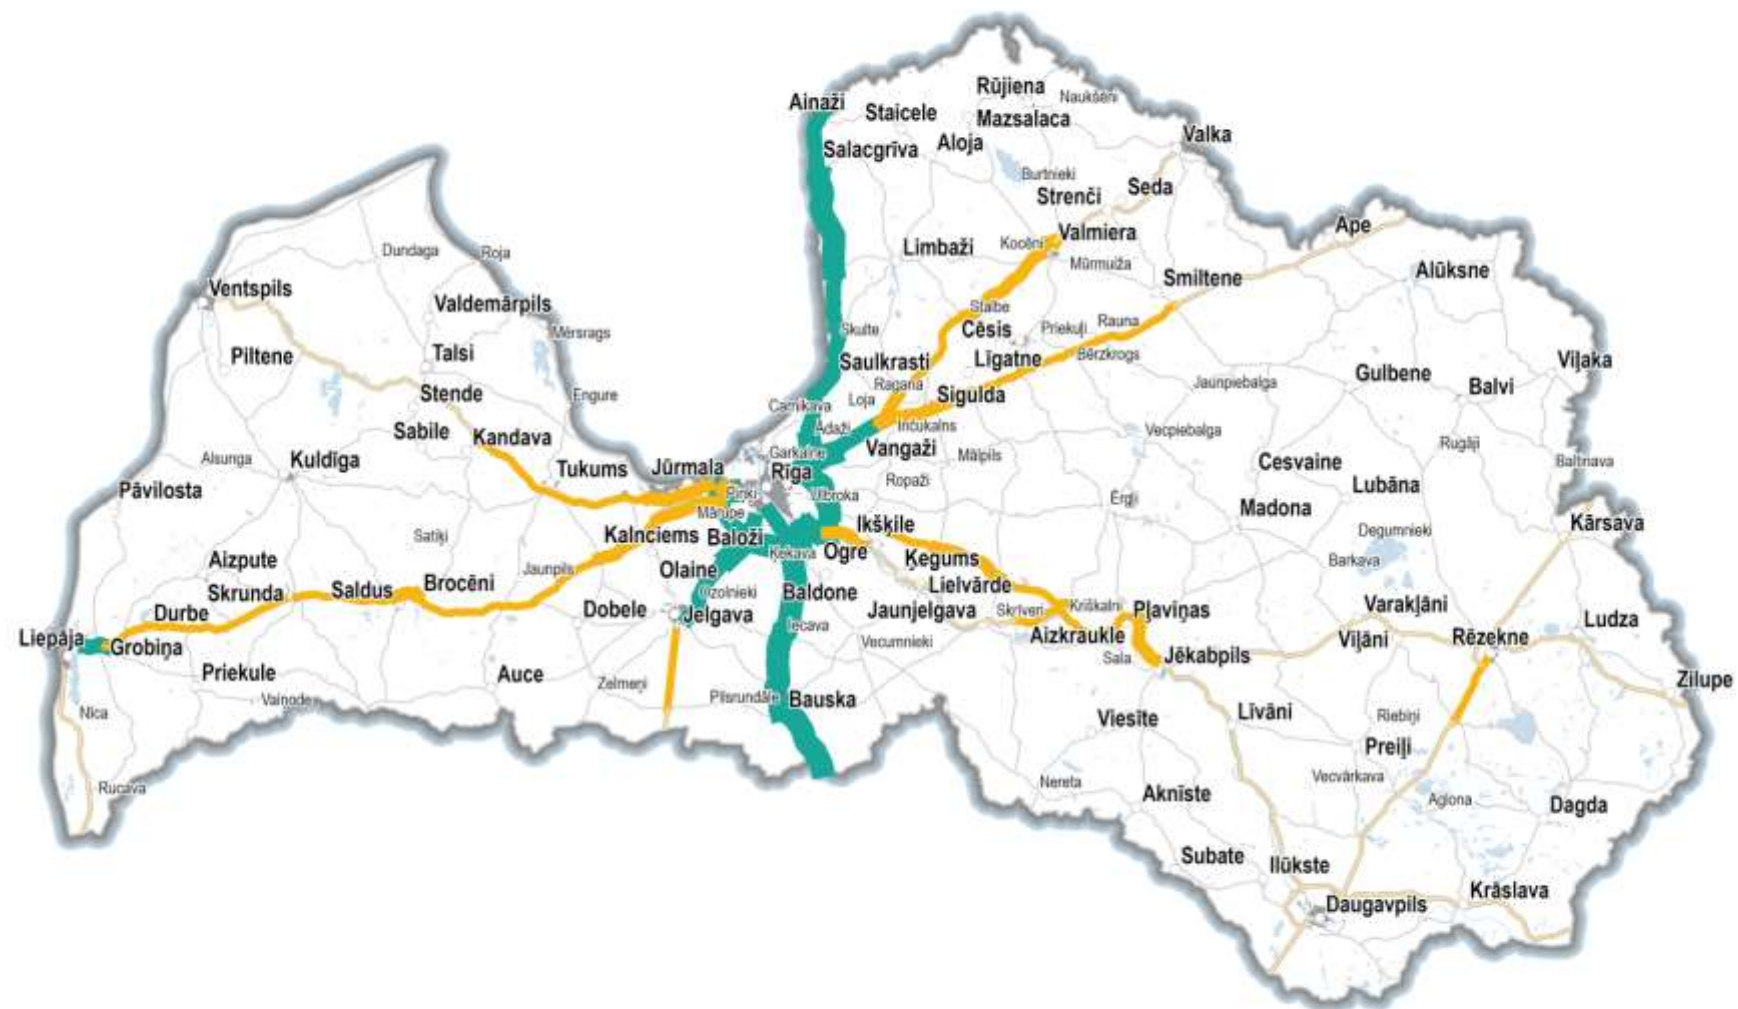 Rūjiena
Naukšēni
Ainaži
Staicele
Mazsalaca
Valka
Salacgrīva
Aloja
Burtnieki
Seda
Strenči
Ape
Valmiera
Kocēni
Limbaži
Dundaga
Roja
Mūrmuiža
Smiltene
Alūksne
Ventspils
Valdemārpils
Stalbe
Mērsrags
Skulte
Cēsis
Priekuļi
Rauna
Piltene
Talsi
Saulkrasti
Līgatne
Bērzkrogs
Viļaka
Ragana
Jaunpiebalga
Gulbene
Balvi
Stende
Engure
Carnikava
Loja
Sigulda
Sabile
Kandava
Ādaži
Inčukalns
Vecpiebalga
Rugāji
Alsunga
Kuldīga
Garkalne
Vangaži
Mālpils
Cesvaine
Baltinava
Tukums
Jūrmala
Rīga
Ropaži
Lubāna
Pāvilosta
Piņķi
Ulbroka
Ērgļi
Madona
Mārupe
Ikšķile
Degumnieki
Kārsava
Satiķi
Kalnciems
Baloži
Ķekava
Ogre
Ķegums
Barkava
Aizpute
Jaunpils
Olaine
Skrunda
Saldus
Brocēni
Ozolnieki
Baldone
Lielvārde
Durbe
Dobele
Jelgava
Jaunjelgava
Skrīveri
Kriškalni
Pļaviņas
Varakļāni
Ludza
Liepāja
Grobiņa
Iecava
Vecumnieki
Aizkraukle
Viļāni
Rēzekne
Sala
Jēkabpils
Priekule
Auce
Zelmeņi
Zilupe
Vaiņode
Pilsrundāle
Bauska
Nīca
Viesīte
Līvāni
Riebiņi
Preiļi
Rucava
Nereta
Vecvārkava
Aknīste
Aglona
Dagda
Subate
Ilūkste
Krāslava
Daugavpils